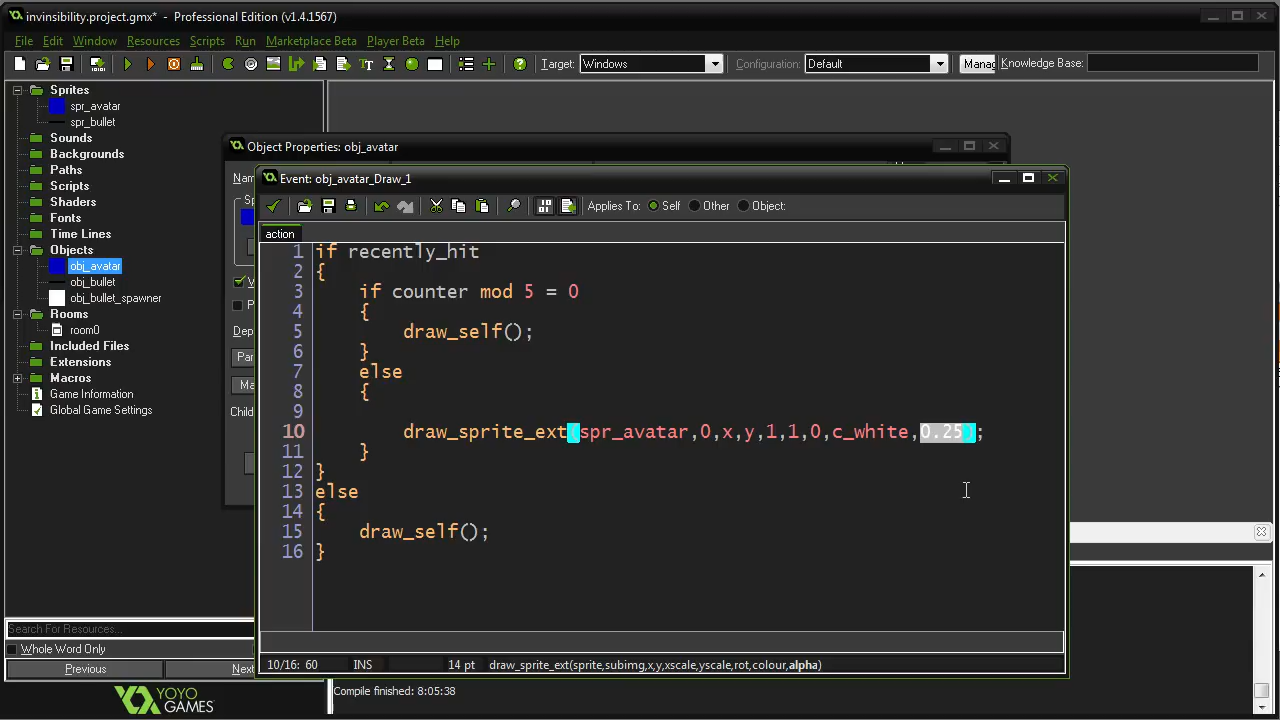 invinsibility.project.gmx* - Professional Edition (v1.4.1567)
File Edit Window Resources Scripts Run Marketplace Beta Player Beta Help
Target: Windows Configuration: Default Manag Knowledge Base:
Sprites
spr_avatar
spr_bullet
Sounds
Backgrounds
Paths
Scripts
Shaders
Fonts
Time Lines
Objects
obj_avatar
obj_bullet
obj_bullet_spawner
Rooms
room0
Included Files
Extensions
Macros
Game Information
Global Game Settings
Search For Resources...
Whole Word Only
Previous Next
YOYO
GAMES™
Object Properties: obj_avatar
Event: obj_avatar_Draw_1
Applies To: Self Other Object:
action
1 if recently_hit
2 {
3 if counter mod 5 = 0
4 {
5 draw_self();
6 }
7 else
8 {
9
10 draw_sprite_ext(spr_avatar,0,x,y,1,1,0,c_white,0.25);
11 }
12 }
13 else
14 {
15 draw_self();
16 }
10/16: 60 INS 14 pt draw_sprite_ext(sprite,subimg,x,y,xscale,yscale,rot,colour,alpha)
Compile finished: 8:05:38